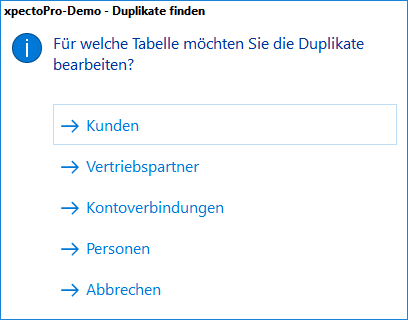 xpectoPro-Demo - Duplikate finden
Für welche Tabelle möchten Sie die Duplikate
bearbeiten?
Kunden
Vertriebspartner
Kontoverbindungen
Personen
Abbrechen